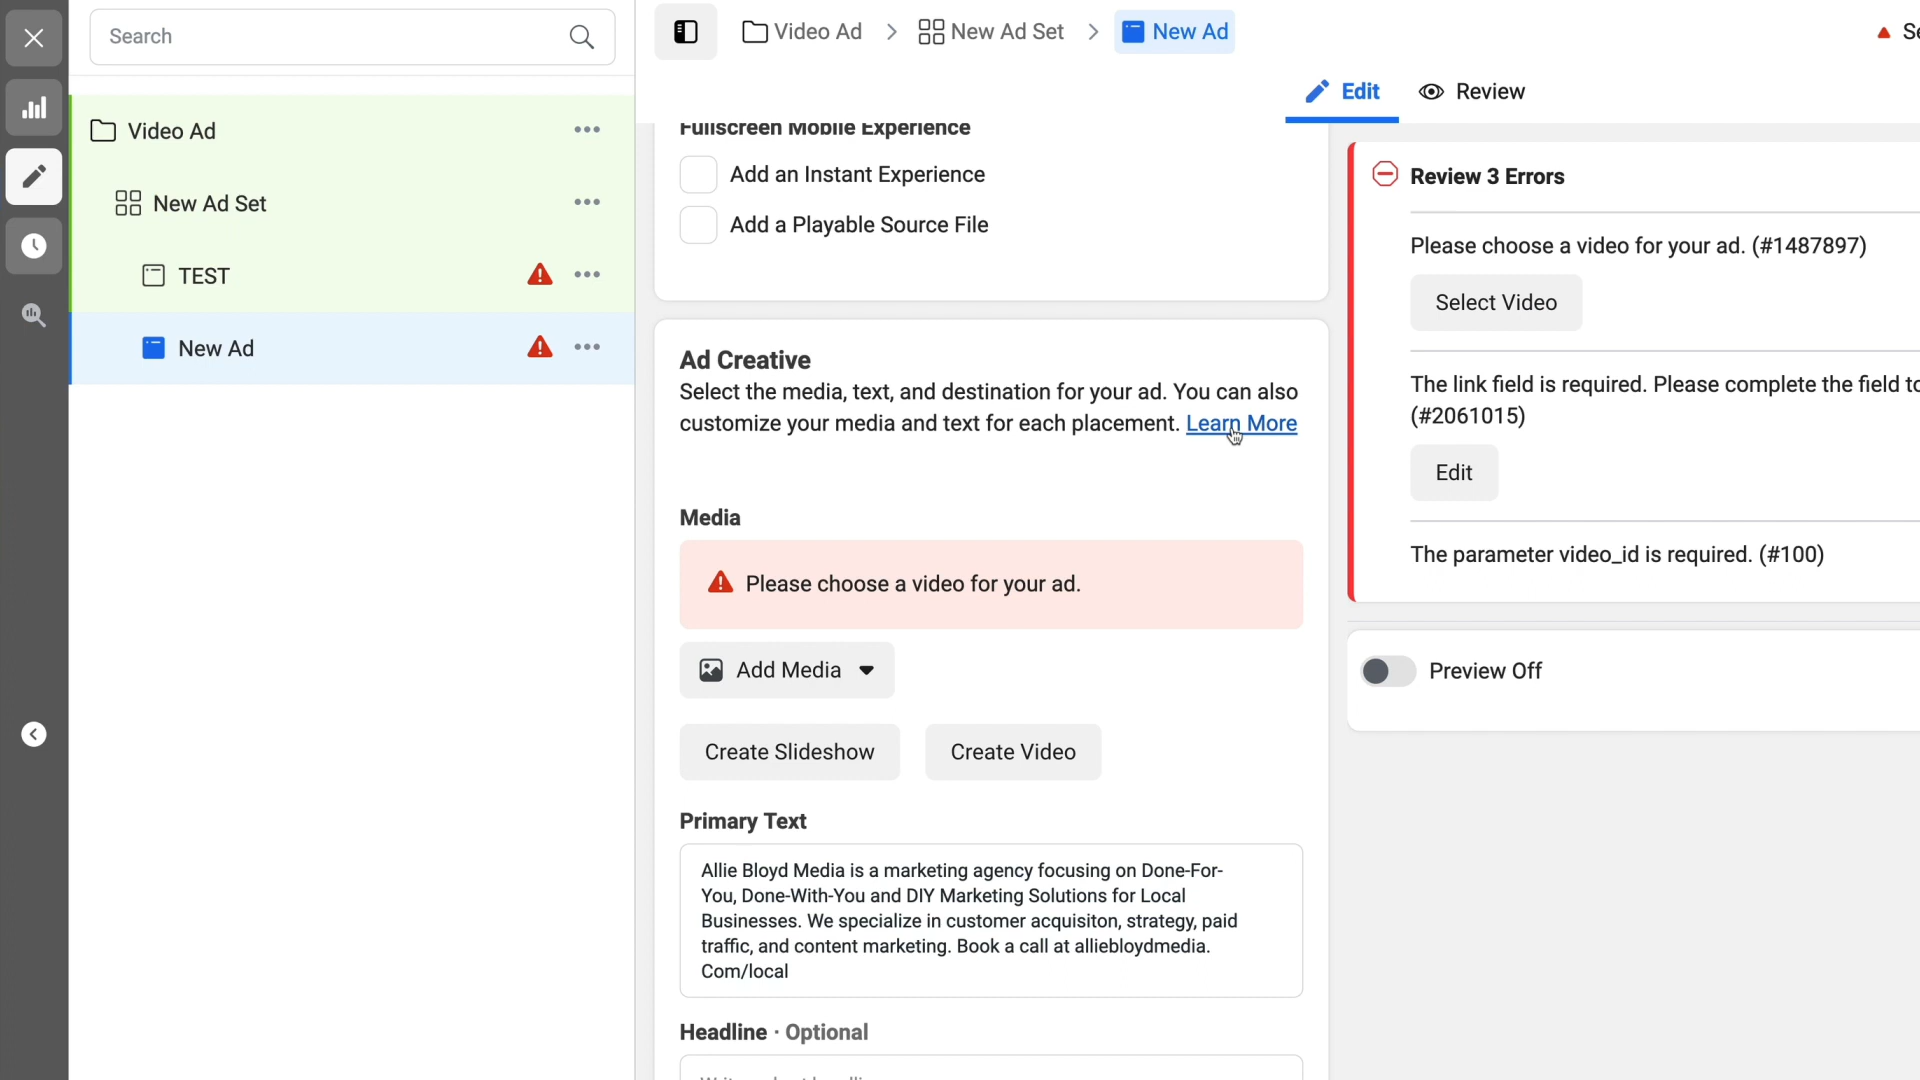 Search
Video Ad
New Ad Set
New Ad
Edit
Review
Video Ad
New Ad Set
TEST
New Ad
Fullscreen Mobile Experience
Add an Instant Experience
Add a Playable Source File
Ad Creative
Select the media, text, and destination for your ad. You can also
customize your media and text for each placement. Learn More
Media
Please choose a video for your ad.
Add Media
Create Slideshow
Create Video
Primary Text
Allie Bloyd Media is a marketing agency focusing on Done-For-
You, Done-With-You and DIY Marketing Solutions for Local
Businesses. We specialize in customer acquisiton, strategy, paid
traffic, and content marketing. Book a call at alliebloydmedia.
Com/local
Headline · Optional
Review 3 Errors
Please choose a video for your ad. (#1487897)
Select Video
The link field is required. Please complete the field to
(#2061015)
Edit
The parameter video_id is required. (#100)
Preview Off